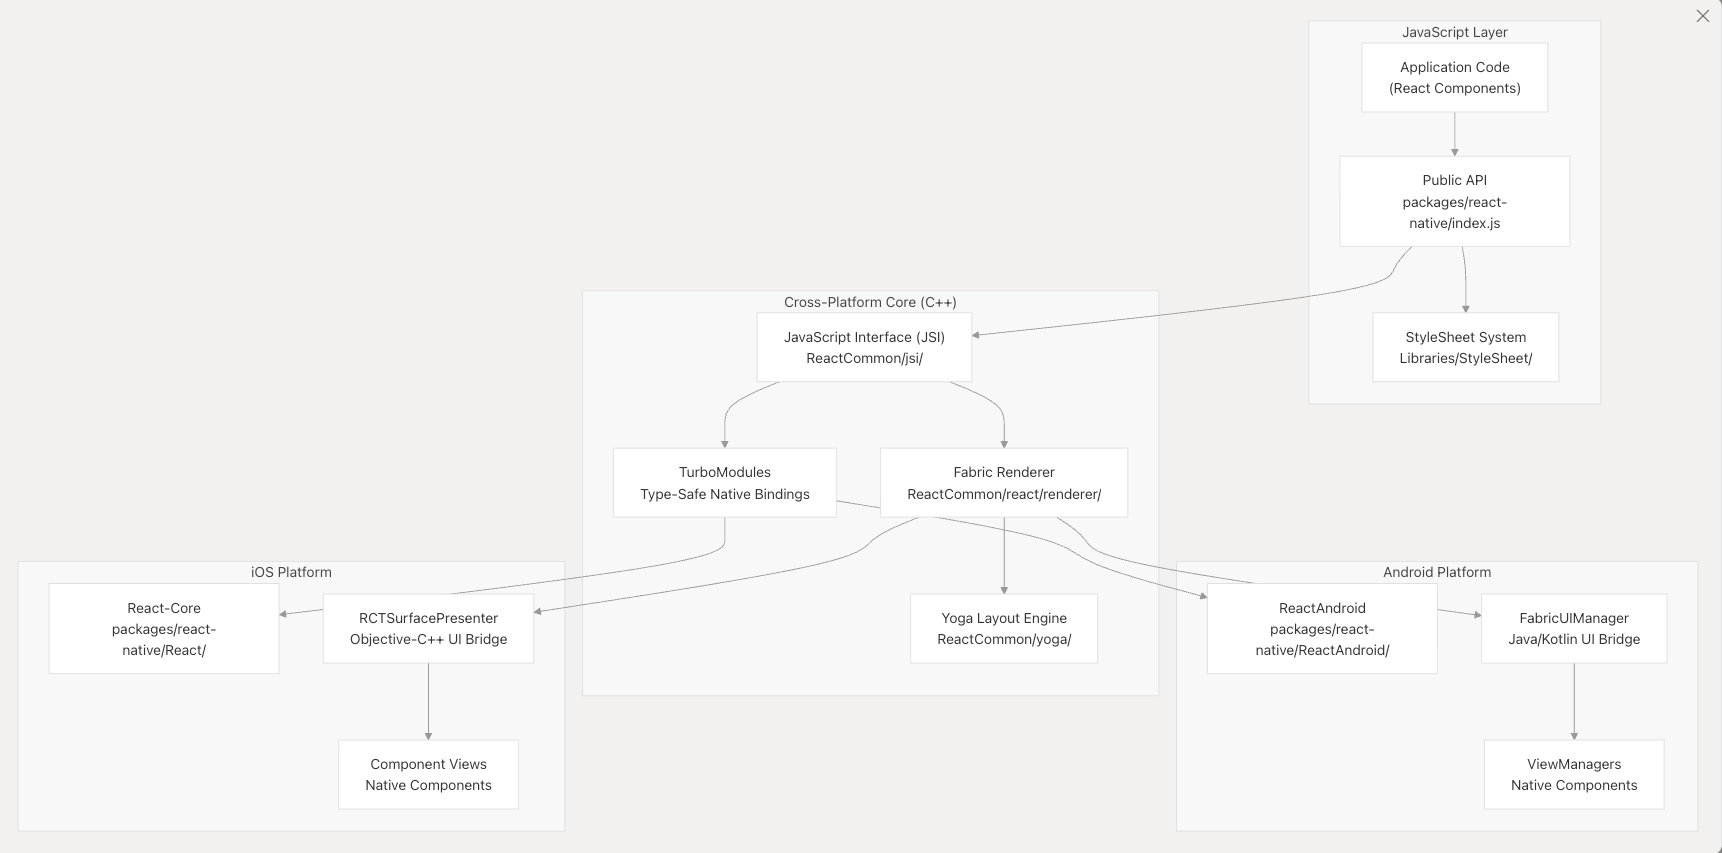 JavaScript Layer
Application Code
(React Components)
Public API
packages/react-
native/index.js
StyleSheet System
Libraries/StyleSheet/
Cross-Platform Core (C++)
JavaScript Interface (JSI)
ReactCommon/jsi/
TurboModules
Type-Safe Native Bindings
Fabric Renderer
ReactCommon/react/renderer/
Yoga Layout Engine
ReactCommon/yoga/
iOS Platform
React-Core
packages/react-
native/React/
RCTSurfacePresenter
Objective-C++ UI Bridge
Component Views
Native Components
Android Platform
ReactAndroid
packages/react-
native/ReactAndroid/
FabricUIManager
Java/Kotlin UI Bridge
ViewManagers
Native Components